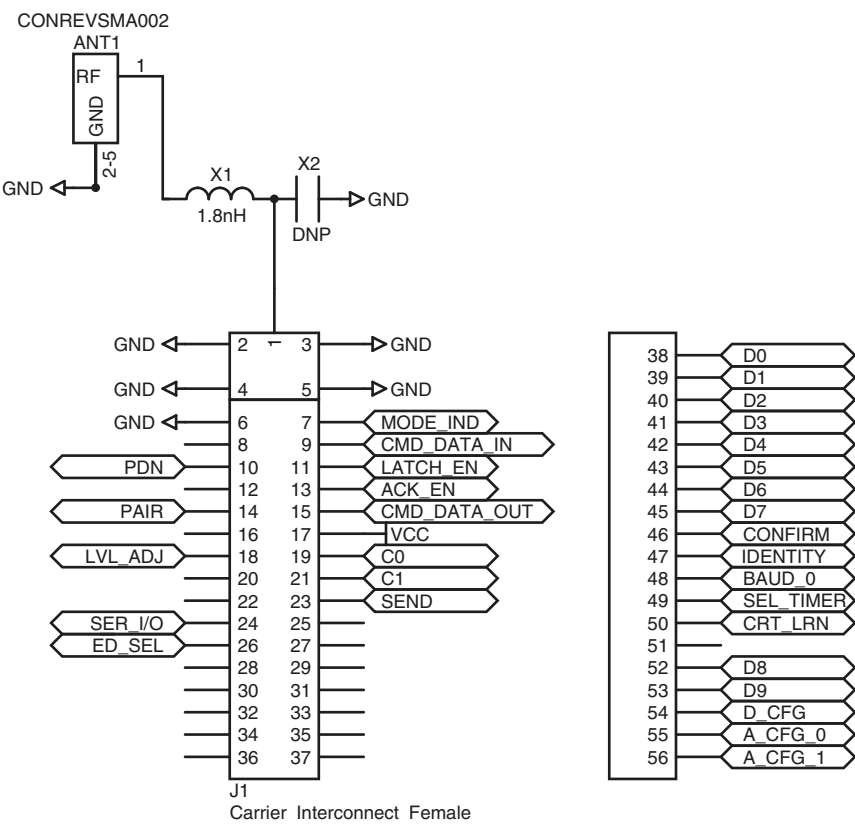 CONREVSMA002
ANT1
RF
1
GND
2-5
GND
X1
1.8nH
X2
DNP
GND
1
GND 2 3 GND
GND 4 5 GND
GND 6 7 MODE_IND
8 9 CMD_DATA_IN
PDN 10 11 LATCH_EN
12 13 ACK_EN
PAIR 14 15 CMD_DATA_OUT
16 17 VCC
LVL_ADJ 18 19 C0
20 21 C1
22 23 SEND
SER_I/O 24 25
ED_SEL 26 27
28 29
30 31
32 33
34 35
36 37
J1
Carrier Interconnect Female
38 D0
39 D1
40 D2
41 D3
42 D4
43 D5
44 D6
45 D7
46 CONFIRM
47 IDENTITY
48 BAUD_0
49 SEL_TIMER
50 CRT_LRN
51
52 D8
53 D9
54 D_CFG
55 A_CFG_0
56 A_CFG_1